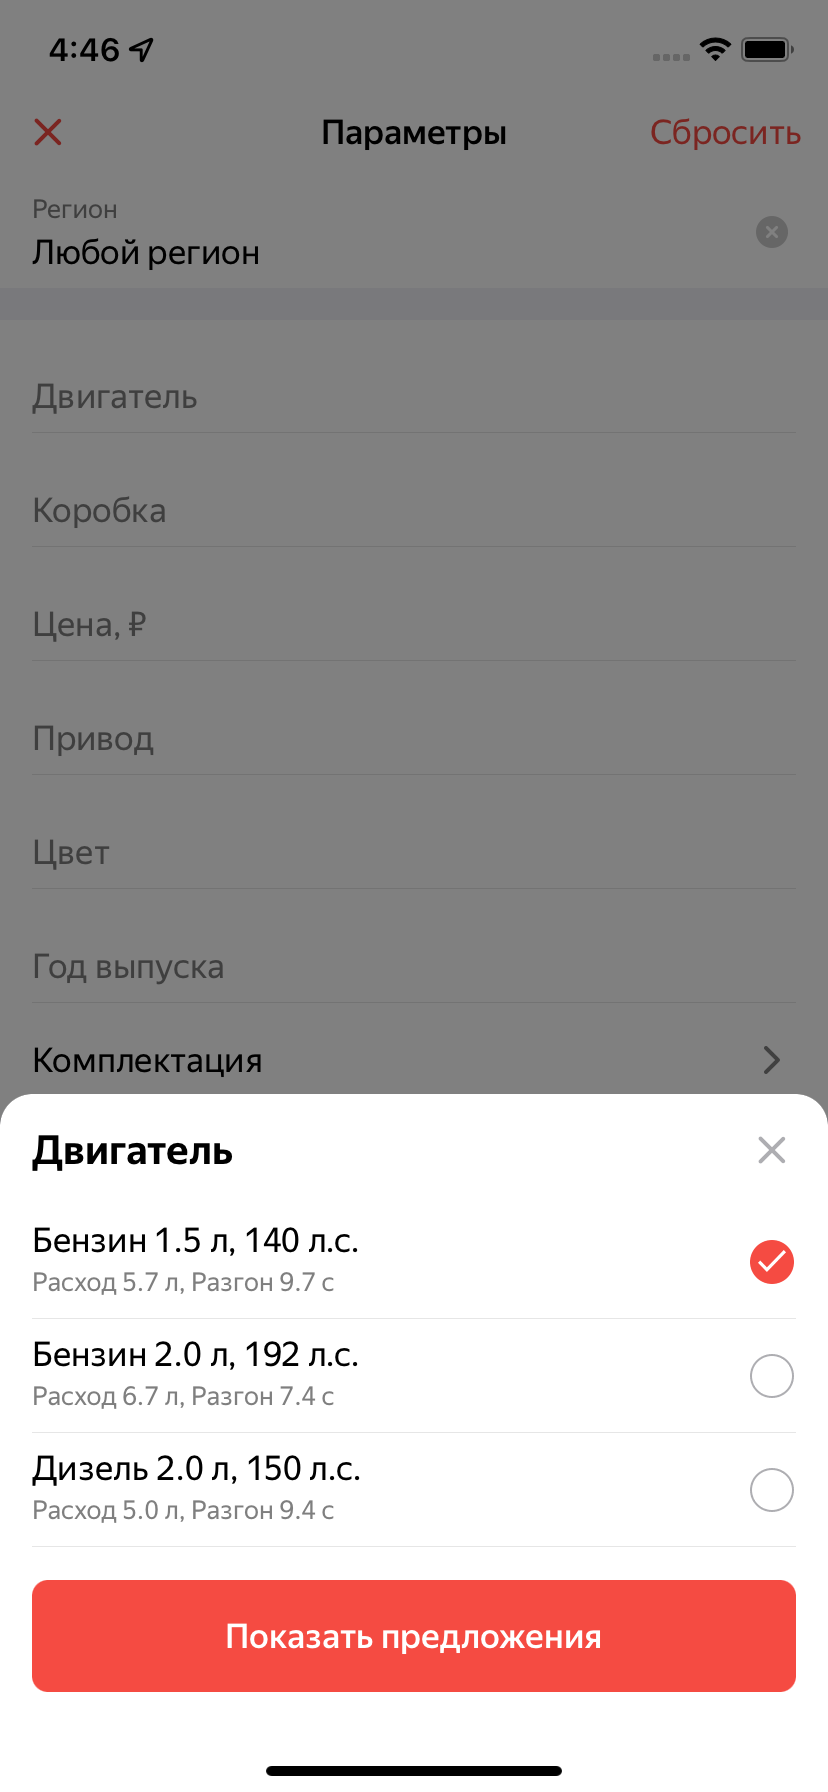 4:46
Параметры
Сбросить
Регион
Любой регион
Двигатель
Коробка
Цена, ₽
Привод
Цвет
Год выпуска
Комплектация
Двигатель
Бензин 1.5 л, 140 л.с.
Расход 5.7 л, Разгон 9.7 с
Бензин 2.0 л, 192 л.с.
Расход 6.7 л, Разгон 7.4 с
Дизель 2.0 л, 150 л.с.
Расход 5.0 л, Разгон 9.4 с
Показать предложения